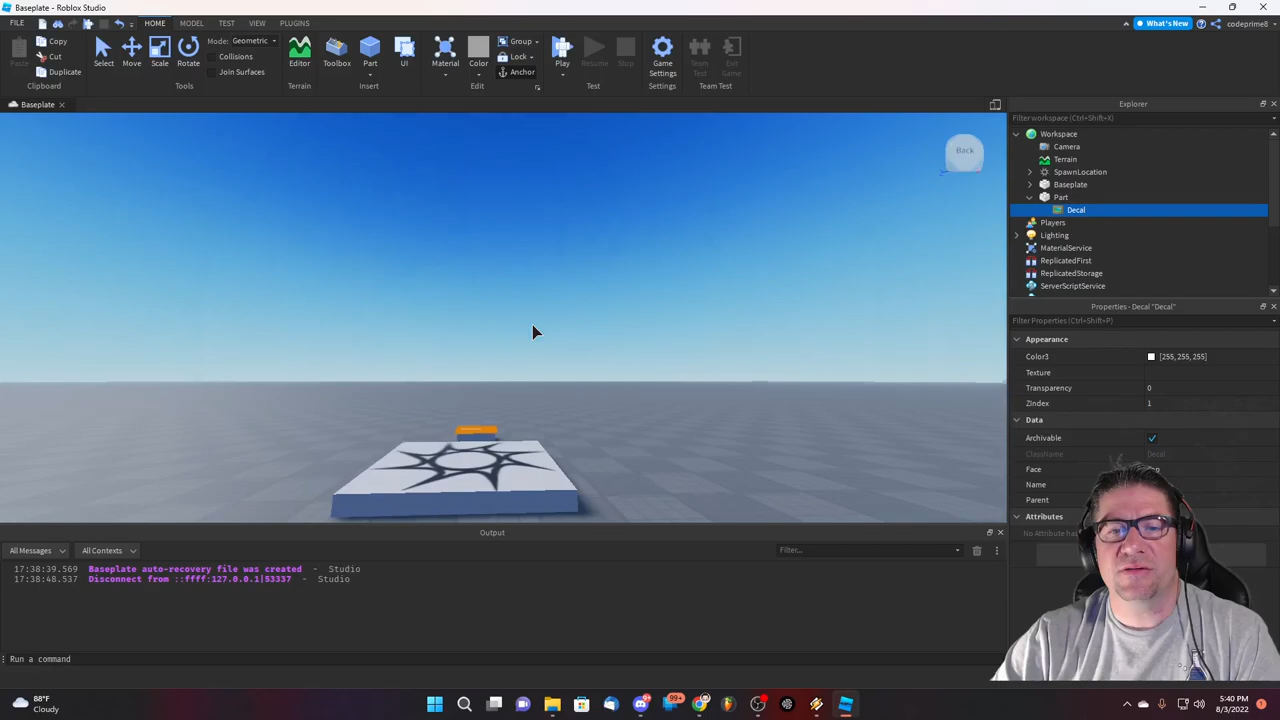 Baseplate - Roblox Studio
FILE HOME MODEL TEST VIEW PLUGINS What's New codeprime8
Paste Copy Cut Duplicate Clipboard
Select Move Scale Rotate Mode: Geometric Collisions Join Surfaces Tools
Editor Terrain
Toolbox Part UI Insert
Material Color Group Lock Anchor Edit
Play Resume Stop Test
Game Settings Settings
Team Test Exit Game Team Test
Baseplate
Back
Explorer
Filter workspace (Ctrl+Shift+X)
Workspace
Camera
Terrain
SpawnLocation
Baseplate
Part
Decal
Players
Lighting
MaterialService
ReplicatedFirst
ReplicatedStorage
ServerScriptService
Properties - Decal "Decal"
Filter Properties (Ctrl+Shift+P)
Appearance
Color3 [255, 255, 255]
Texture
Transparency 0
ZIndex 1
Data
Archivable
ClassName Decal
Face
Name
Parent
Attributes
No Attribute has
Output
All Messages All Contexts Filter...
17:38:39.569 Baseplate auto-recovery file was created - Studio
17:38:48.537 Disconnect from ::ffff:127.0.0.1|53337 - Studio
Run a command
88°F
Cloudy
99+
5:40 PM
8/3/2022